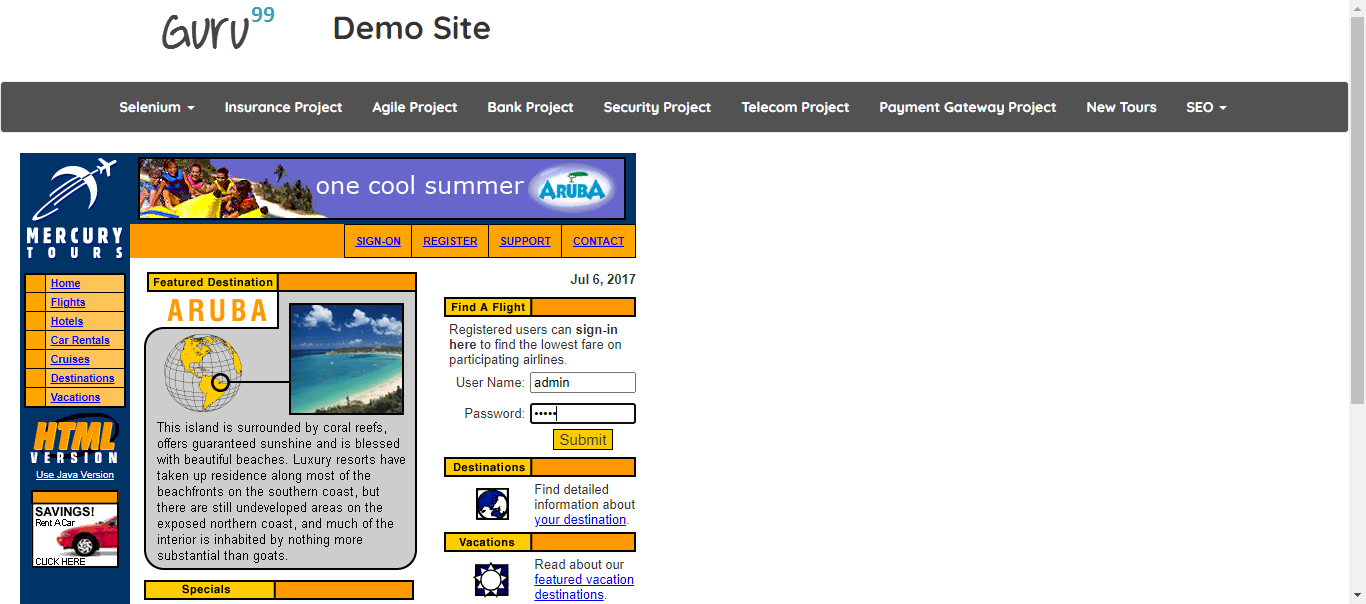 Guru 99
Demo Site
Selenium Insurance Project Agile Project Bank Project Security Project Telecom Project Payment Gateway Project New Tours SEO
one cool summer ARUBA
MERCURY
TOURS
SIGN-ON REGISTER SUPPORT CONTACT
Home
Flights
Hotels
Car Rentals
Cruises
Destinations
Vacations
HTML
VERSION
Use Java Version
SAVINGS!
Rent A Car
CLICK HERE
Featured Destination
ARUBA
This island is surrounded by coral reefs,
offers guaranteed sunshine and is blessed
with beautiful beaches. Luxury resorts have
taken up residence along most of the
beachfronts on the southern coast, but
there are still undeveloped areas on the
exposed northern coast, and much of the
interior is inhabited by nothing more
substantial than goats.
Specials
Jul 6, 2017
Find A Flight
Registered users can sign-in
here to find the lowest fare on
participating airlines.
User Name: admin
Password: •••••
Submit
Destinations
Find detailed
information about
your destination.
Vacations
Read about our
featured vacation
destinations.